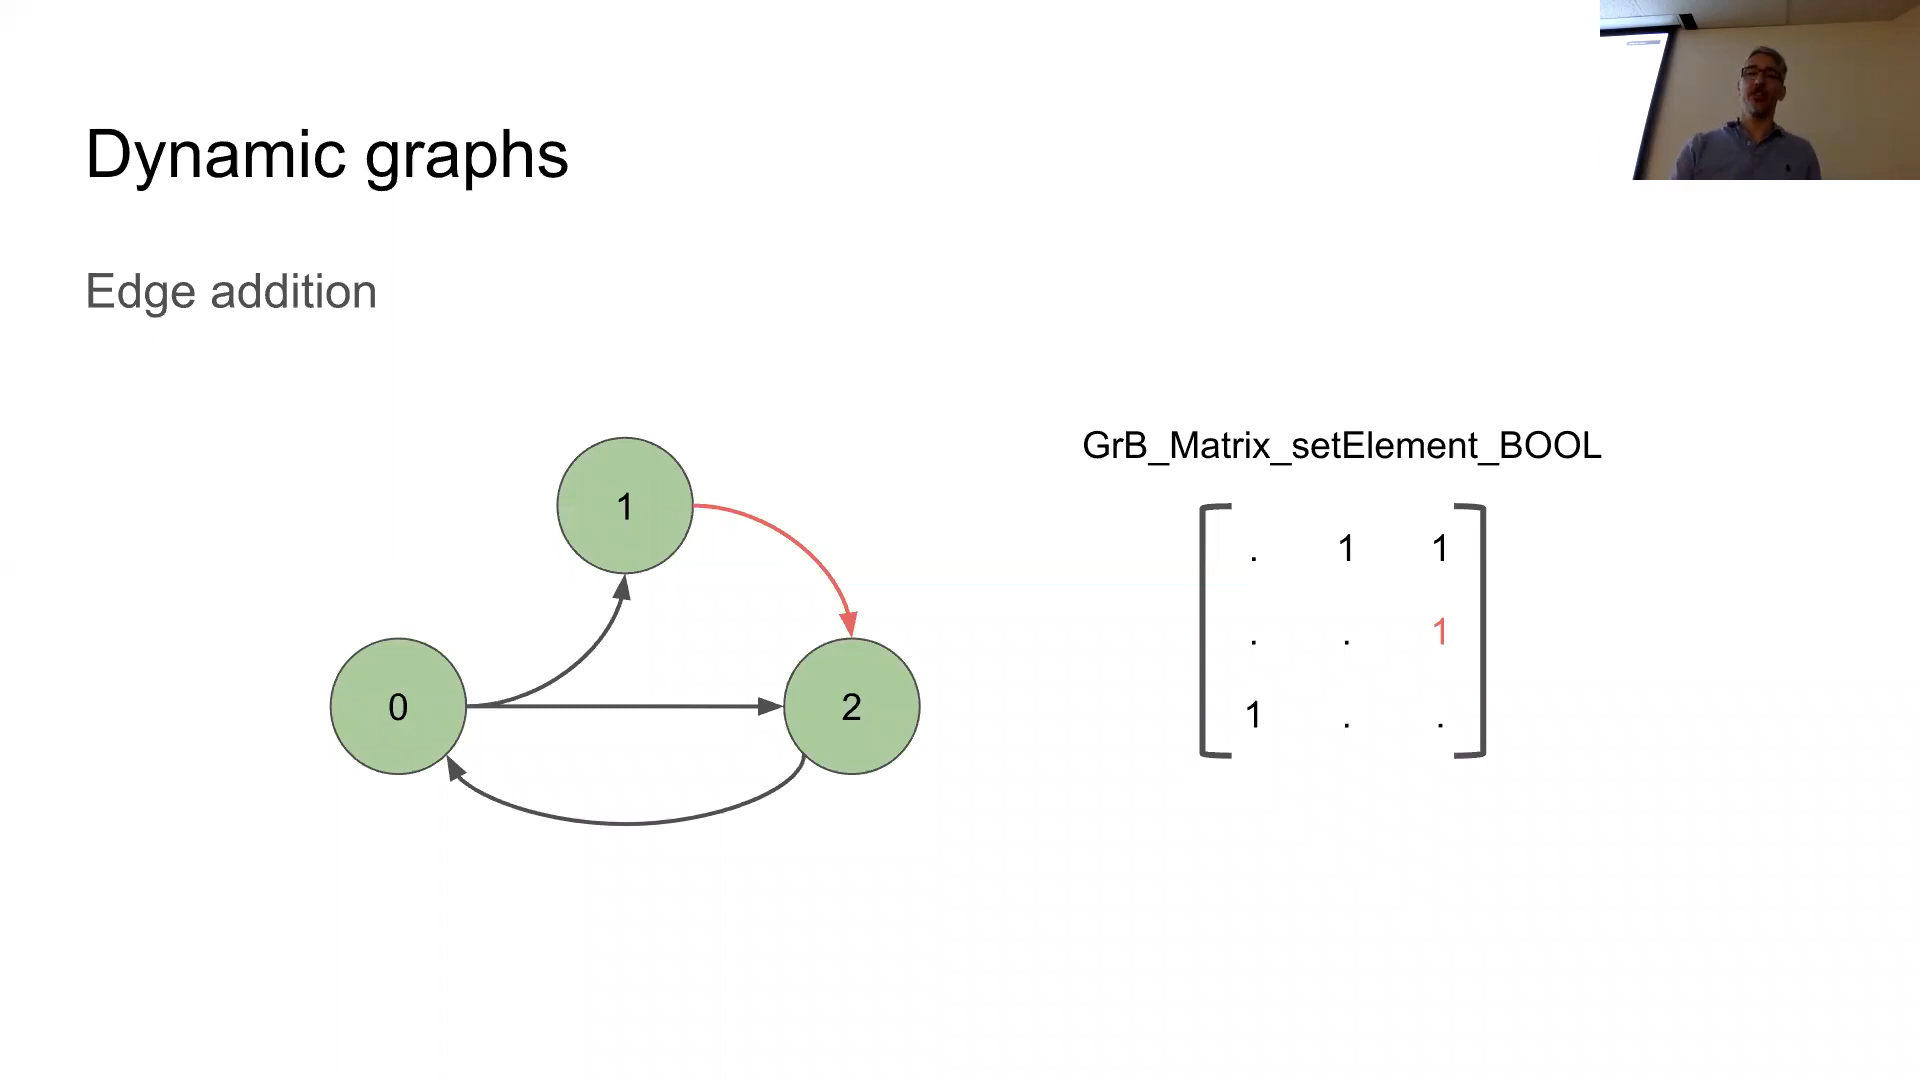 Dynamic graphs
Edge addition
GrB_Matrix_setElement_BOOL
1
0
2
. 1 1
. . 1
1 . .